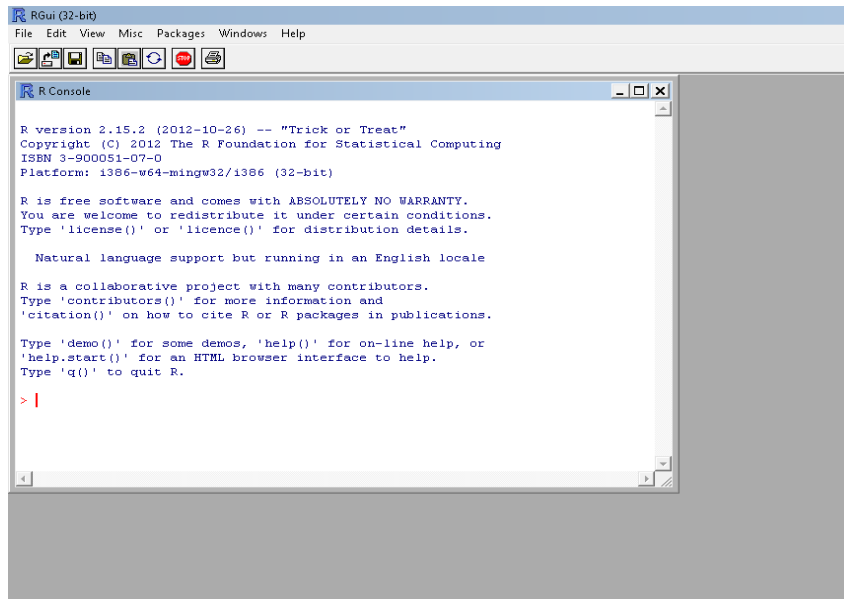 RGui (32-bit)
File Edit View Misc Packages Windows Help
STOP
R Console
R version 2.15.2 (2012-10-26) -- "Trick or Treat"
Copyright (C) 2012 The R Foundation for Statistical Computing
ISBN 3-900051-07-0
Platform: i386-w64-mingw32/i386 (32-bit)
R is free software and comes with ABSOLUTELY NO WARRANTY.
You are welcome to redistribute it under certain conditions.
Type 'license()' or 'licence()' for distribution details.
Natural language support but running in an English locale
R is a collaborative project with many contributors.
Type 'contributors()' for more information and
'citation()' on how to cite R or R packages in publications.
Type 'demo()' for some demos, 'help()' for on-line help, or
'help.start()' for an HTML browser interface to help.
Type 'q()' to quit R.
>